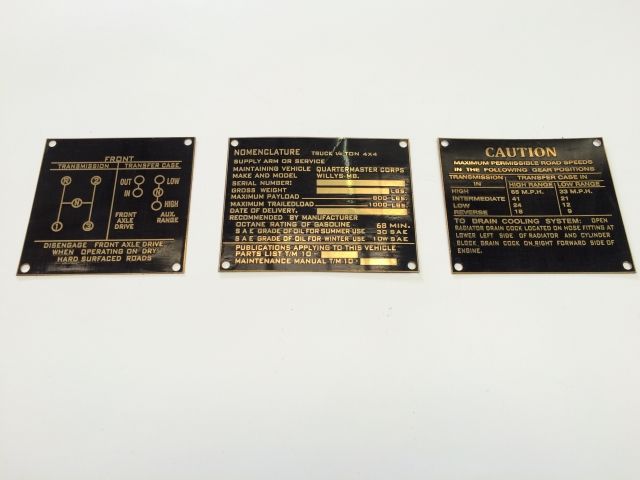 FRONT
TRANSMISSION TRANSFER CASE
R 2 OUT LOW
IN N
N HIGH
1 3
FRONT AXLE DRIVE AUX. RANGE
DISENGAGE FRONT AXLE DRIVE
WHEN OPERATING ON DRY
HARD SURFACED ROADS
NOMENCLATURE TRUCK 1/4 TON 4X4
SUPPLY ARM OR SERVICE
MAINTAINING VEHICLE QUARTERMASTER CORPS
MAKE AND MODEL WILLYS-MB.
SERIAL NUMBER:
GROSS WEIGHT LBS
MAXIMUM PAYLOAD 800-LBS
MAXIMUM TRAILEDLOAD 1000-LBS
DATE OF DELIVERY.
RECOMMENDED BY MANUFACTURER
OCTANE RATING OF GASOLINE 68 MIN.
S A E GRADE OF OIL FOR SUMMER USE 30 SAE
S A E GRADE OF OIL FOR WINTER USE 10W SAE
PUBLICATIONS APPLYING TO THIS VEHICLE
PARTS LIST T/M 10 -
MAINTENANCE MANUAL T/M 10 -
CAUTION
MAXIMUM PERMISSIBLE ROAD SPEEDS
IN THE FOLLOWING GEAR POSITIONS
TRANSMISSION TRANSFER CASE IN
IN HIGH RANGE LOW RANGE
HIGH 65 M.P.H. 33 M.P.H.
INTERMEDIATE 41 21
LOW 24 12
REVERSE 18 9
TO DRAIN COOLING SYSTEM: OPEN
RADIATOR DRAIN COCK LOCATED ON HOSE FITTING AT
LOWER LEFT SIDE OF RADIATOR AND CYLINDER
BLOCK DRAIN COCK ON RIGHT FORWARD SIDE OF
ENGINE.